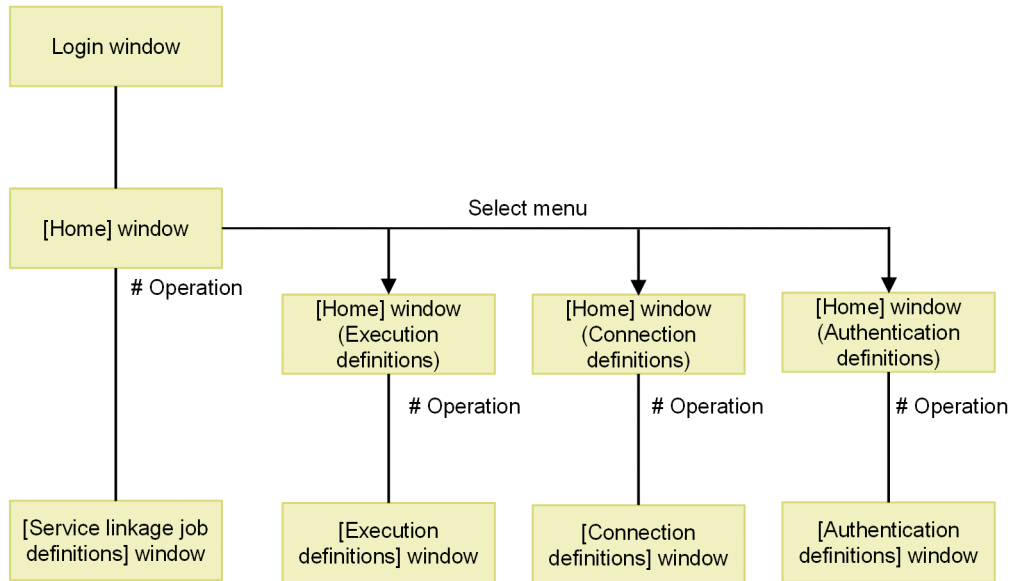 Login window
[Home] window
Select menu
# Operation
[Home] window
(Execution
definitions)
[Home] window
(Connection
definitions)
[Home] window
(Authentication
definitions)
# Operation
# Operation
# Operation
[Service linkage job
definitions] window
[Execution
definitions] window
[Connection
definitions] window
[Authentication
definitions] window